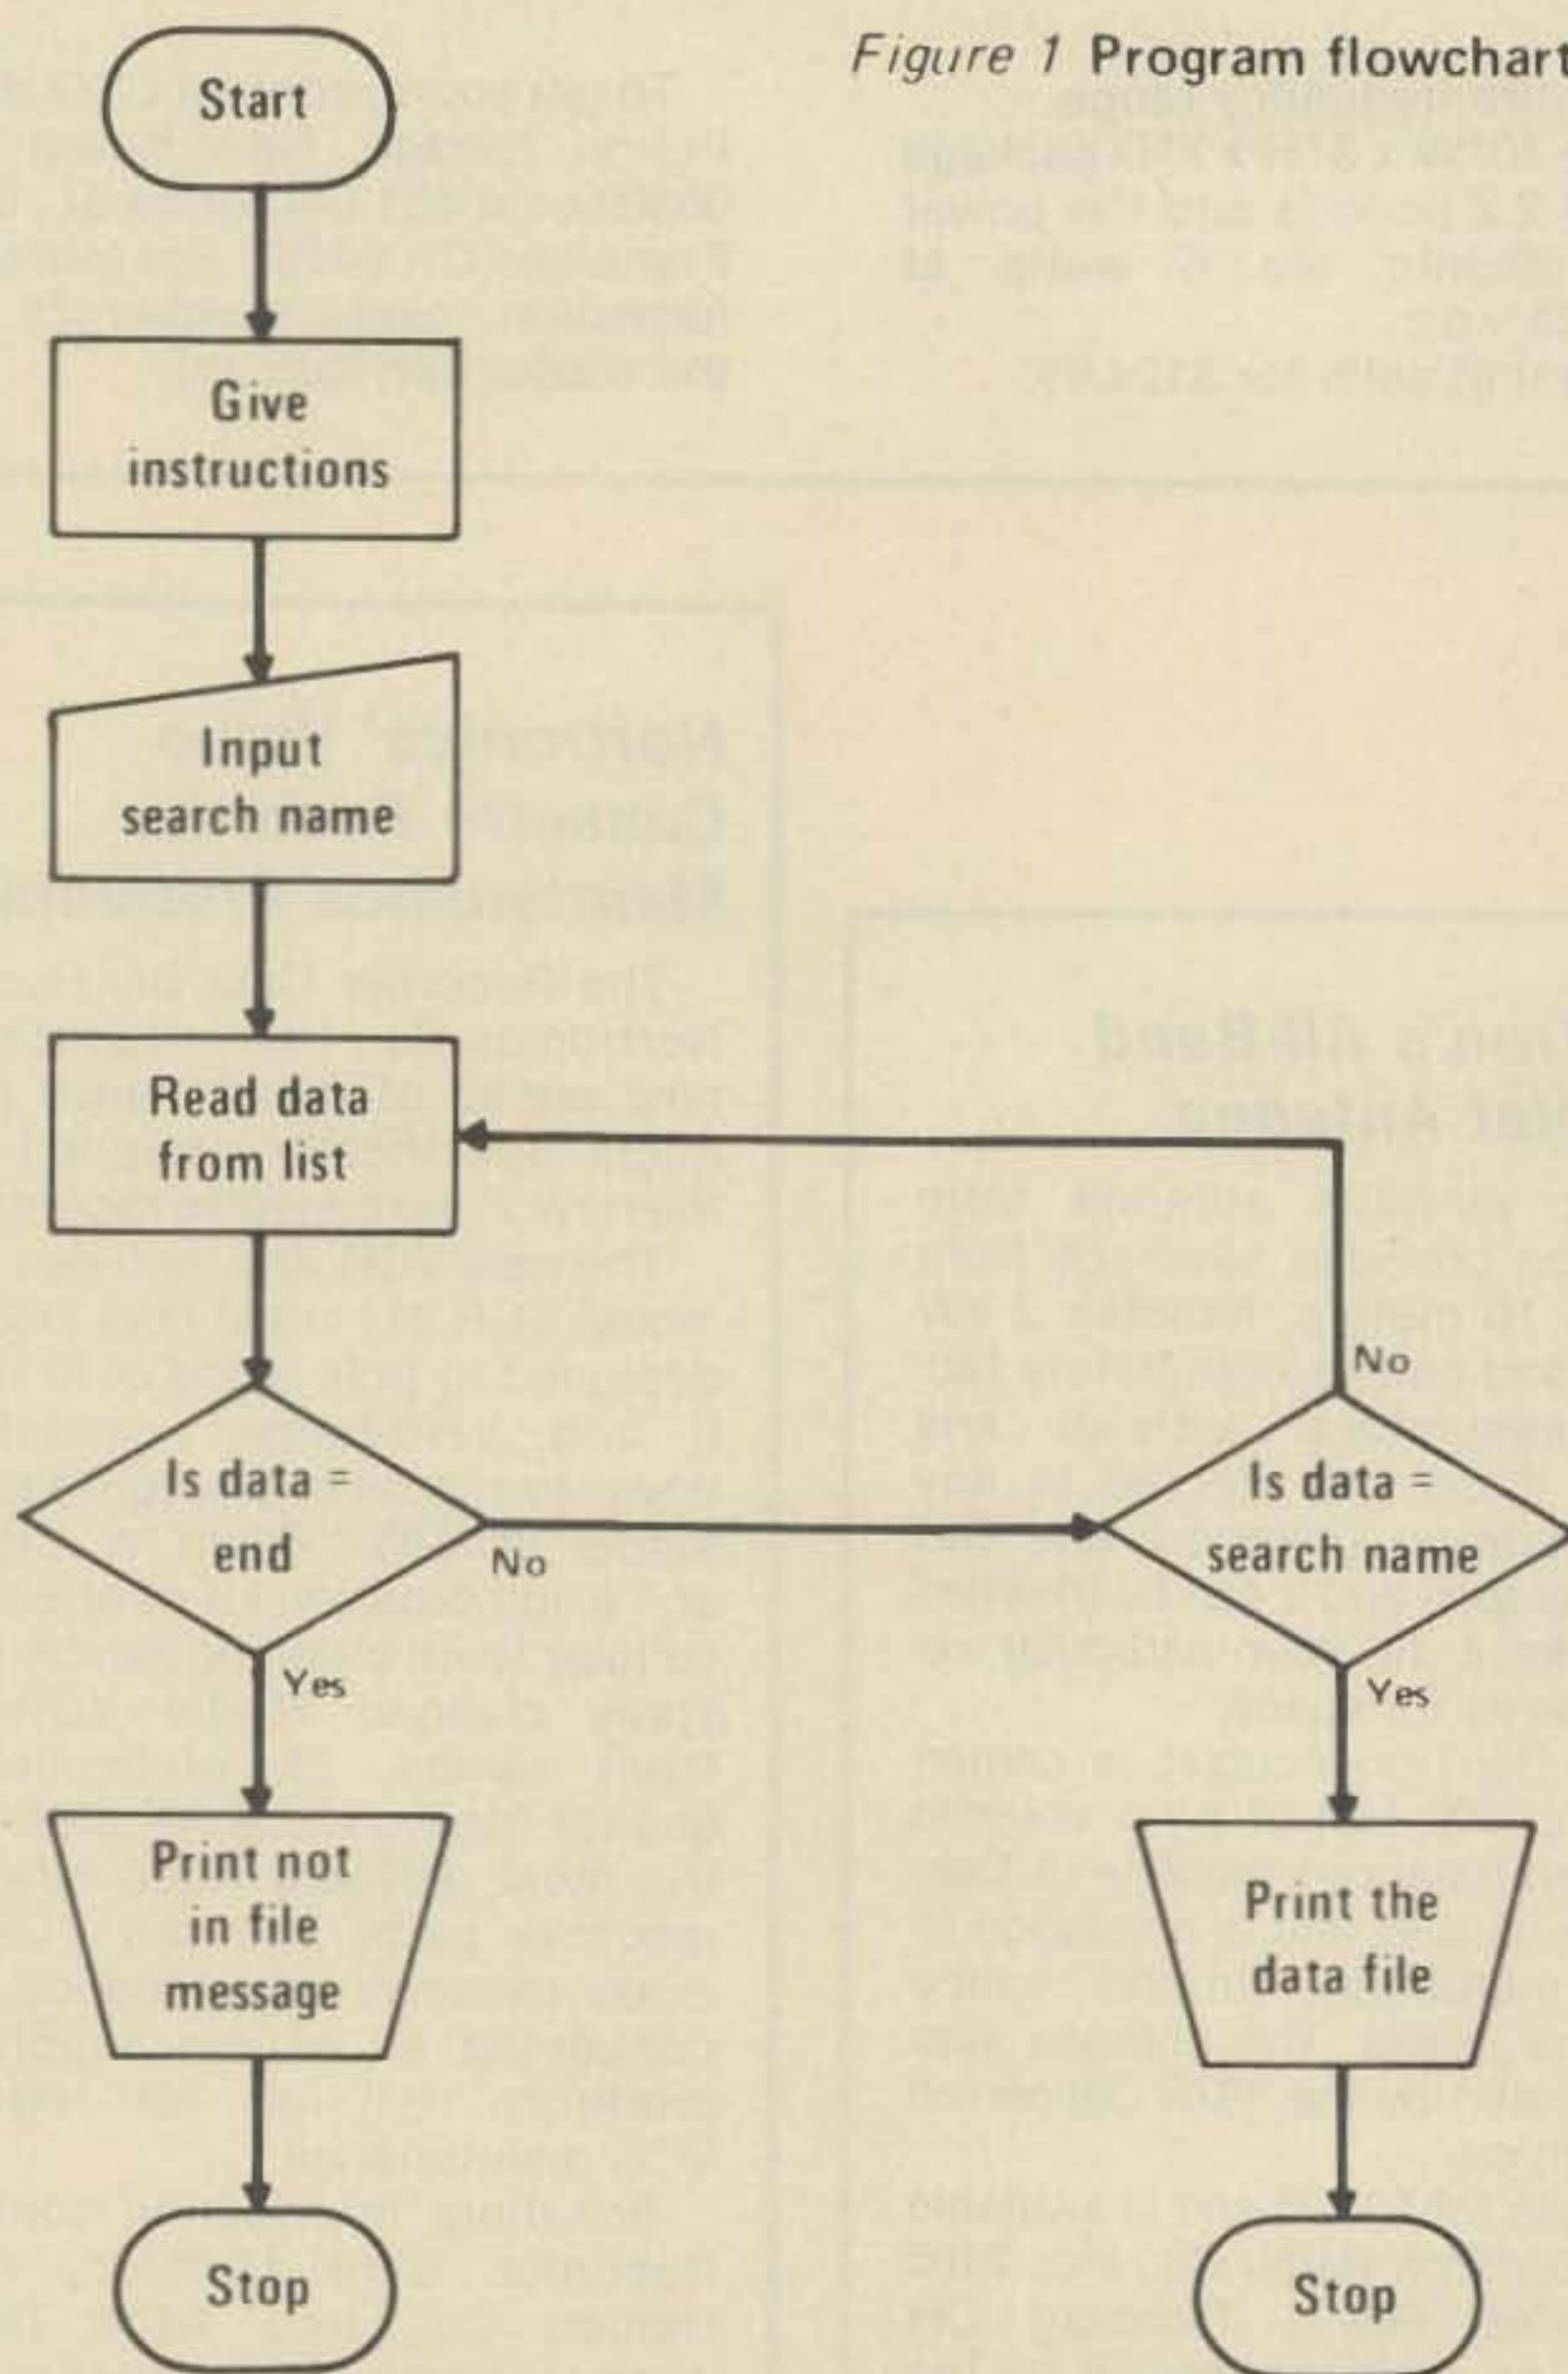 Figure 1 Program flowchart
Start
Give
instructions
Input
search name
Read data
from list
Is data =
end
No
Yes
Is data =
search name
No
Yes
Print not
in file
message
Print the
data file
Stop
Stop